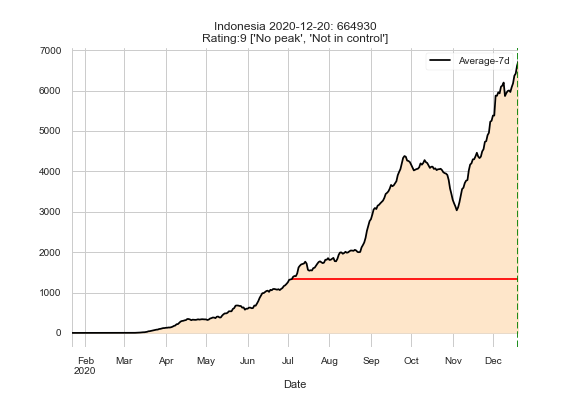 Indonesia 2020-12-20: 664930
Rating:9 ['No peak', 'Not in control']
Average-7d
7000
6000
5000
4000
3000
2000
1000
0
Feb Mar Apr May Jun Jul Aug Sep Oct Nov Dec
2020
Date